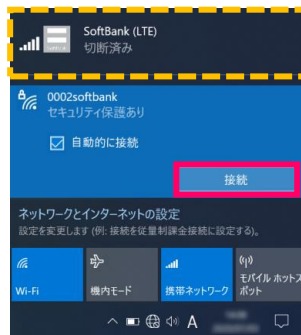 SoftBank (LTE)
切断済み
0002softbank
セキュリティ保護あり
自動的に接続
接続
ネットワークとインターネットの設定
設定を変更します (例: 接続を従量制課金接続に設定する)。
Wi-Fi
機内モード
携帯ネットワーク
モバイル ホットス
ポット
A